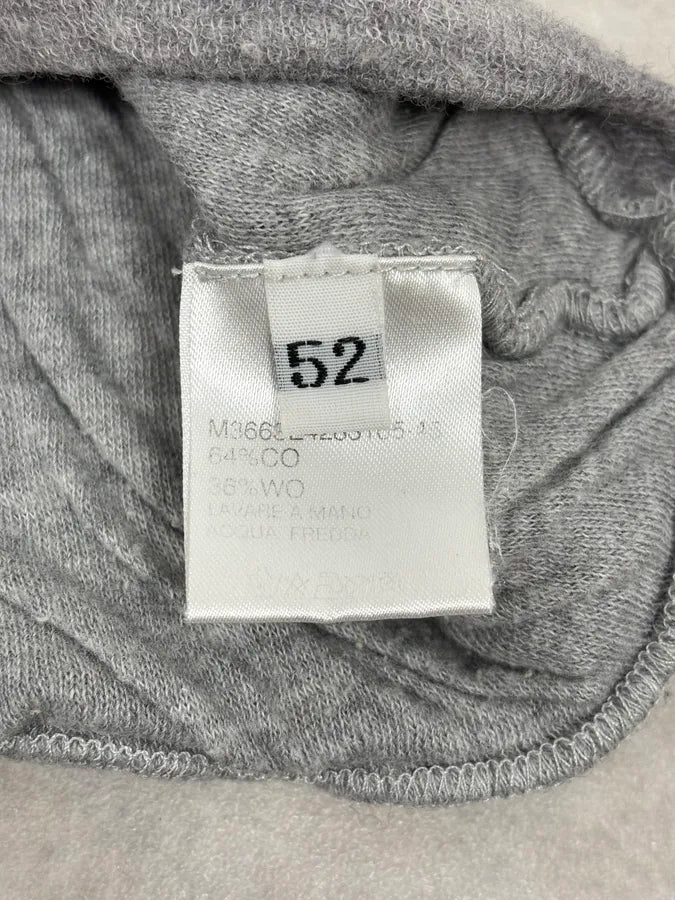 52
64%CO
36%WO
LAVARE A MANO
ACQUA FREDDA